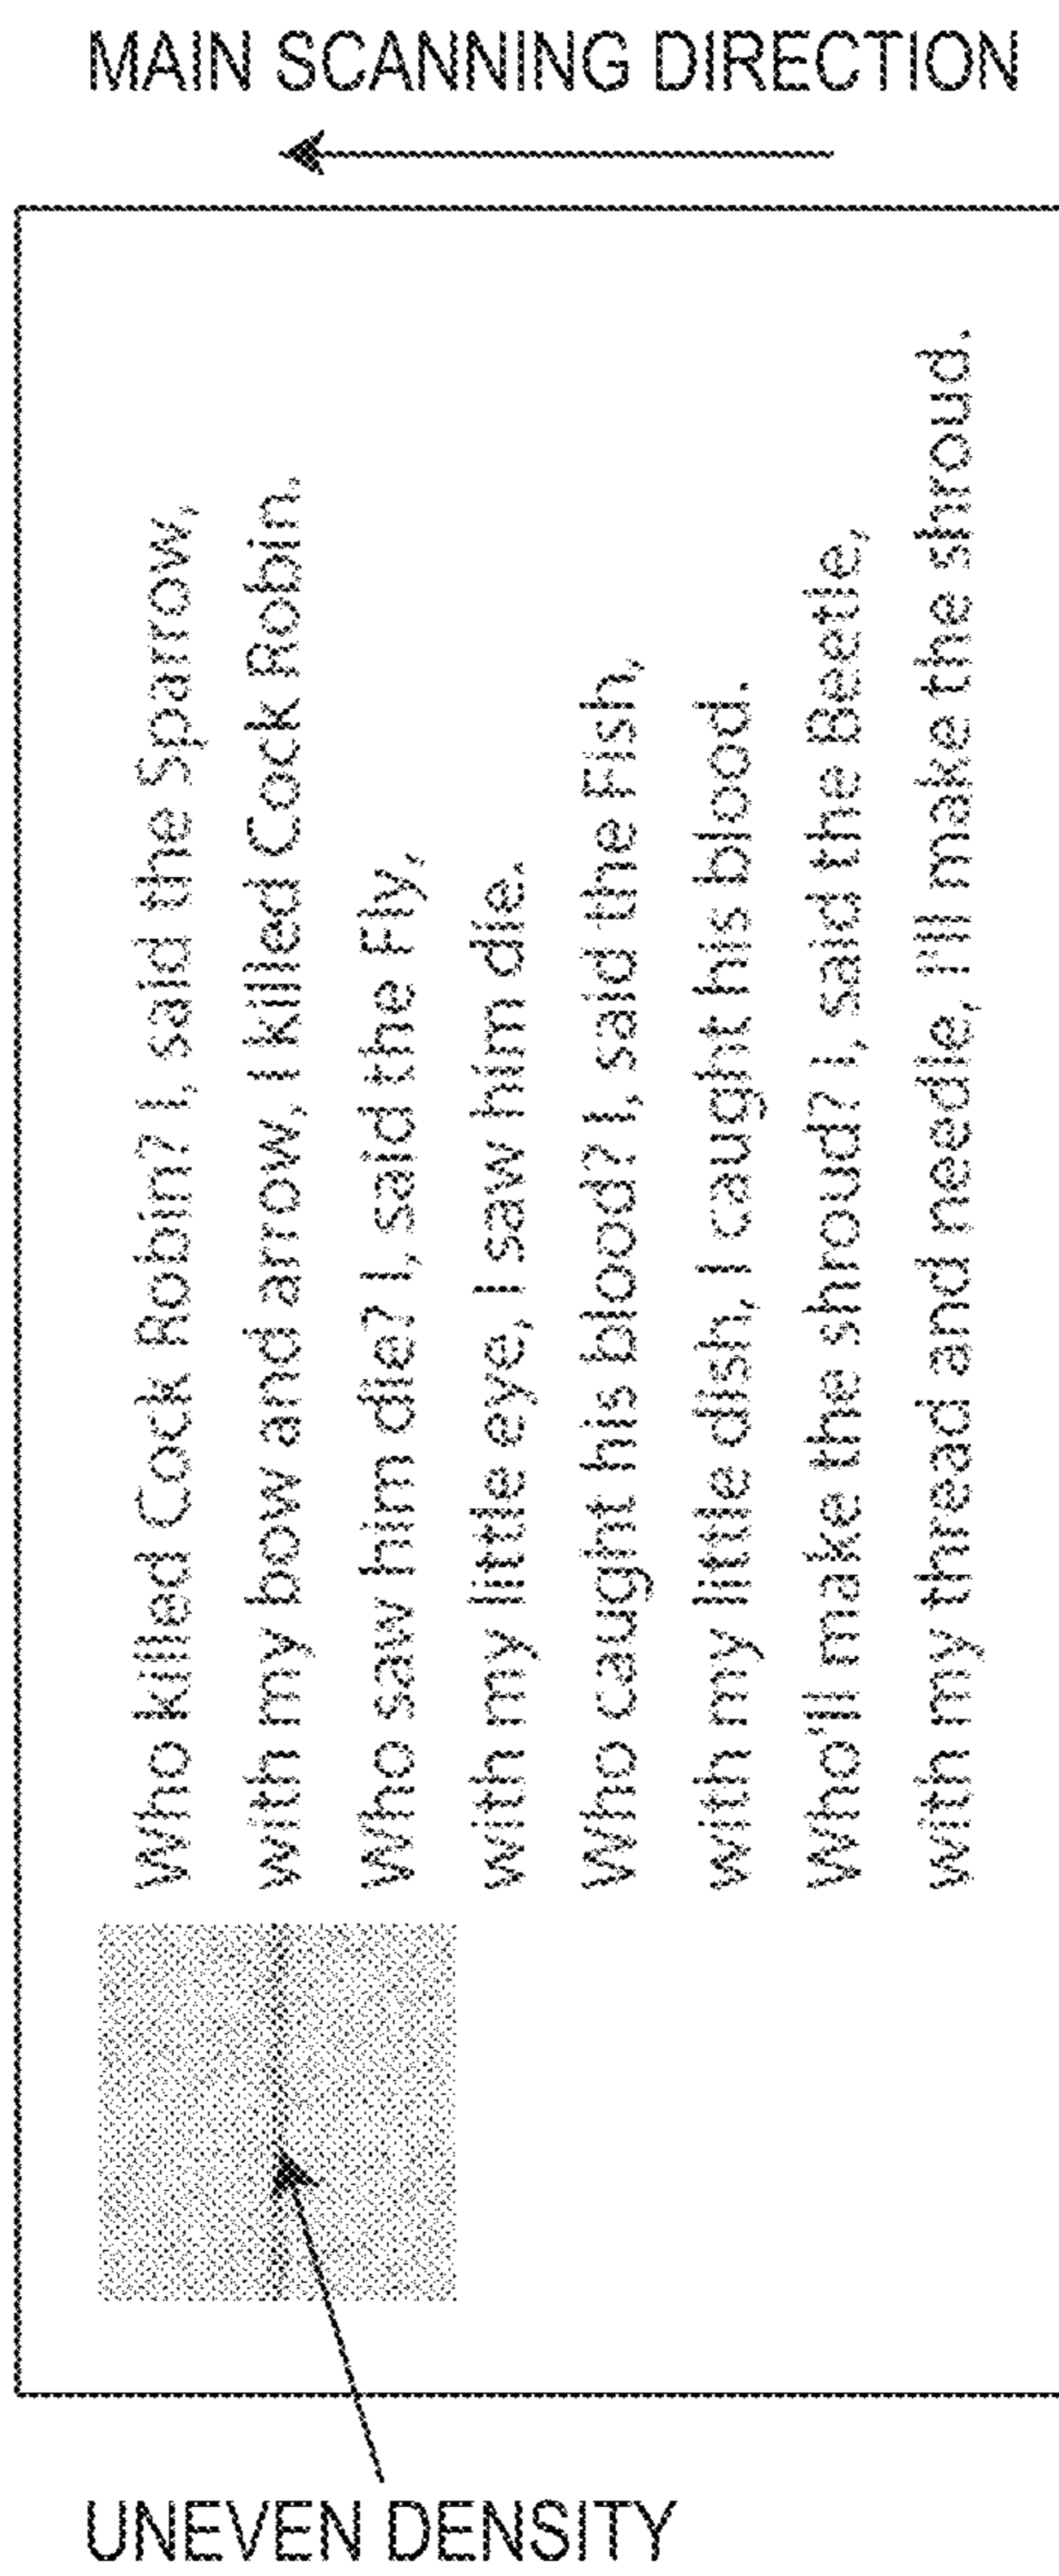 MAIN SCANNING DIRECTION
Who killed Cock Robin? I, said the Sparrow,
with my bow and arrow, I killed Cock Robin.
Who saw him die? I, said the Fly,
with my little eye, I saw him die.
Who caught his blood? I, said the Fish,
with my little dish, I caught his blood.
Who'll make the shroud? I, said the Beetle,
with my thread and needle, I'll make the shroud.
UNEVEN DENSITY